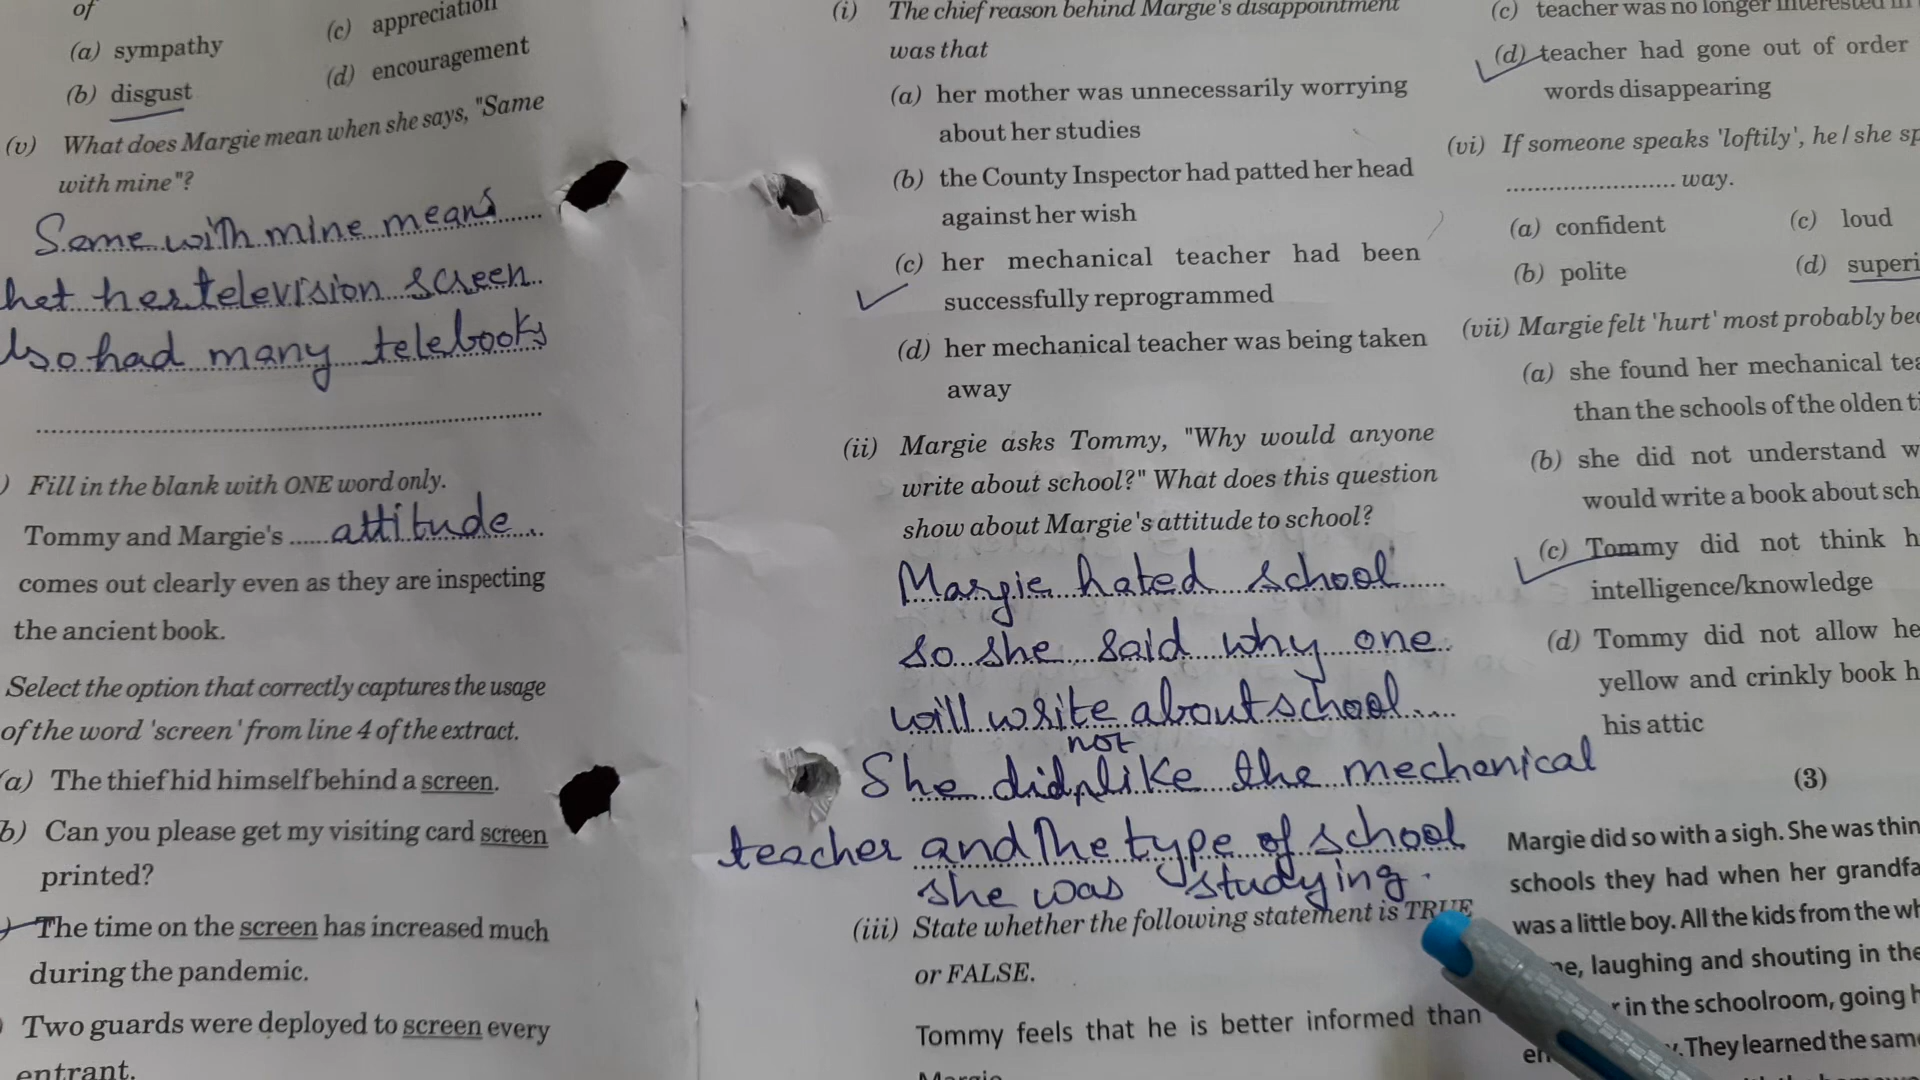 of
(a) sympathy
(c) appreciation
(b) disgust
(d) encouragement
(v) What does Margie mean when she says, "Same
with mine"?
Same with mine means
het her television screen
lso had many telebooks
) Fill in the blank with ONE word only.
Tommy and Margie's ...... attitude ....
comes out clearly even as they are inspecting
the ancient book.
Select the option that correctly captures the usage
of the word 'screen' from line 4 of the extract.
(a) The thief hid himself behind a screen.
b) Can you please get my visiting card screen
printed?
) The time on the screen has increased much
during the pandemic.
) Two guards were deployed to screen every
entrant.
(i) The chief reason behind Margie's disappointment
was that
(a) her mother was unnecessarily worrying
about her studies
(b) the County Inspector had patted her head
against her wish
(c) her mechanical teacher had been
successfully reprogrammed
(d) her mechanical teacher was being taken
away
(ii) Margie asks Tommy, "Why would anyone
write about school?" What does this question
show about Margie's attitude to school?
Margie hated school
so she said why one
will write about school
She did not like the mechenical
teacher and the type of school
she was studying.
(iii) State whether the following statement is TRUE
or FALSE.
Tommy feels that he is better informed than
Margie
(c) teacher was no longer interested in
(d) teacher had gone out of order
words disappearing
(vi) If someone speaks 'loftily', he/she sp
........................ way.
(a) confident
(c) loud
(b) polite
(d) superi
(vii) Margie felt 'hurt' most probably bec
(a) she found her mechanical tea
than the schools of the olden ti
(b) she did not understand w
would write a book about sch
(c) Tommy did not think h
intelligence/knowledge
(d) Tommy did not allow he
yellow and crinkly book h
his attic
(3)
Margie did so with a sigh. She was thin
schools they had when her grandfa
was a little boy. All the kids from the wh
ne, laughing and shouting in the
r in the schoolroom, going h
en y. They learned the same